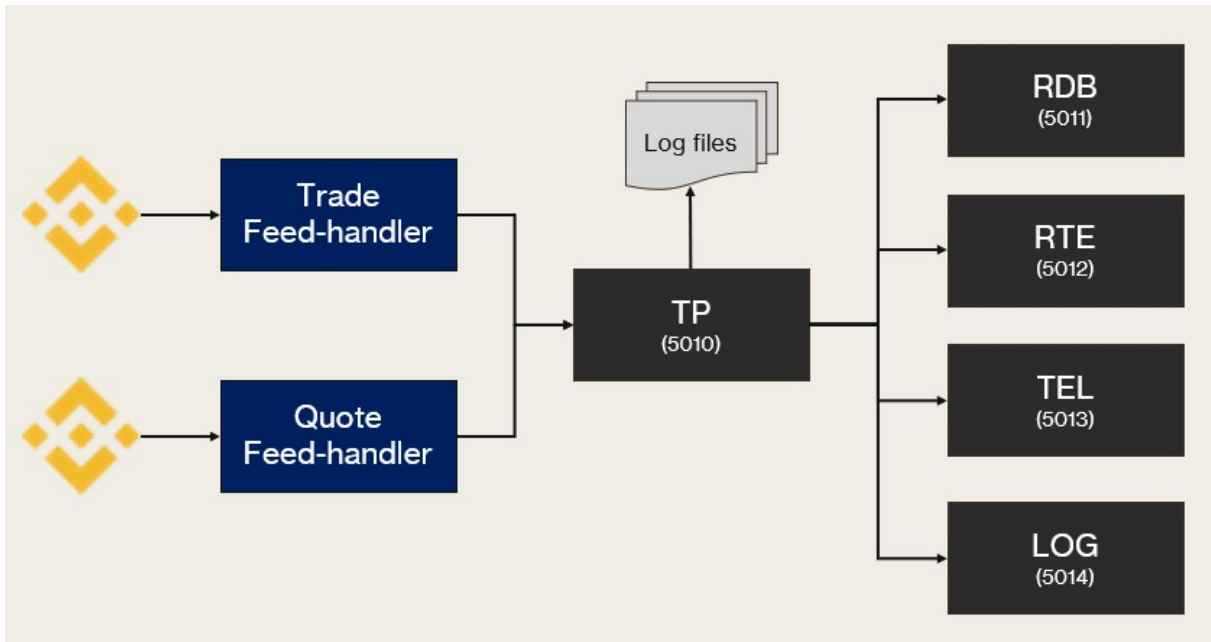 Trade
Feed-handler
Quote
Feed-handler
Log files
TP
(5010)
RDB
(5011)
RTE
(5012)
TEL
(5013)
LOG
(5014)